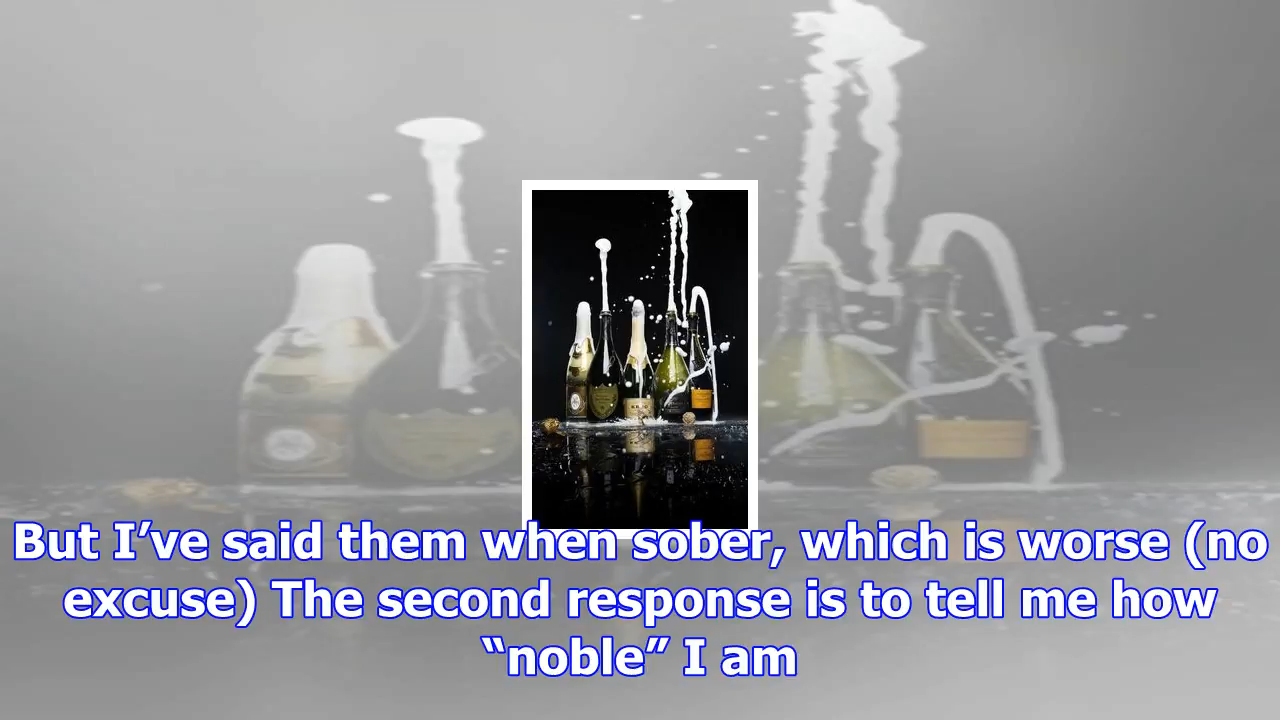 But I’ve said them when sober, which is worse (no
excuse) The second response is to tell me how
“noble” I am